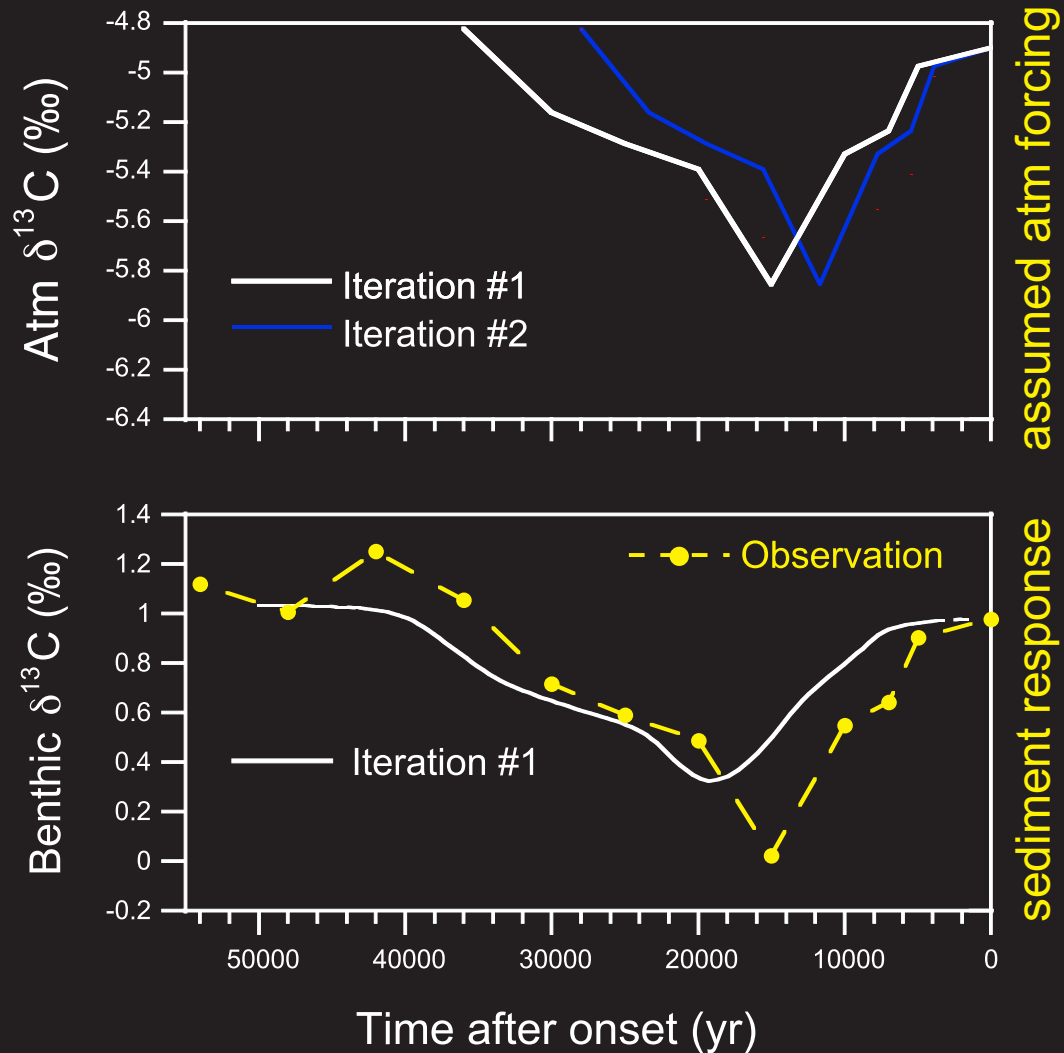 -4.8
-5
-5.2
-5.4
-5.6
-5.8
-6
-6.2
-6.4
Atm δ¹³C (‰)
Iteration #1
Iteration #2
assumed atm forcing
1.4
1.2
1
0.8
0.6
0.4
0.2
0
-0.2
Benthic δ¹³C (‰)
Observation
Iteration #1
sediment response
50000 40000 30000 20000 10000 0
Time after onset (yr)